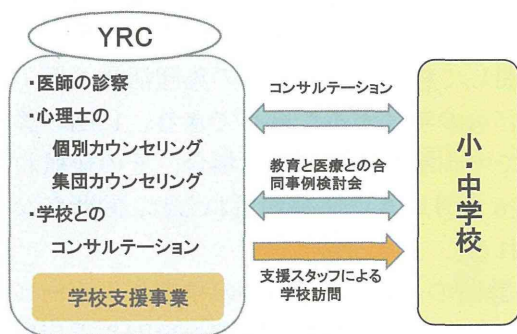 YRC
・医師の診察
・心理士の
個別カウンセリング
集団カウンセリング
・学校との
コンサルテーション
学校支援事業
コンサルテーション
教育と医療との合
同事例検討会
支援スタッフによる
学校訪問
小・中学校